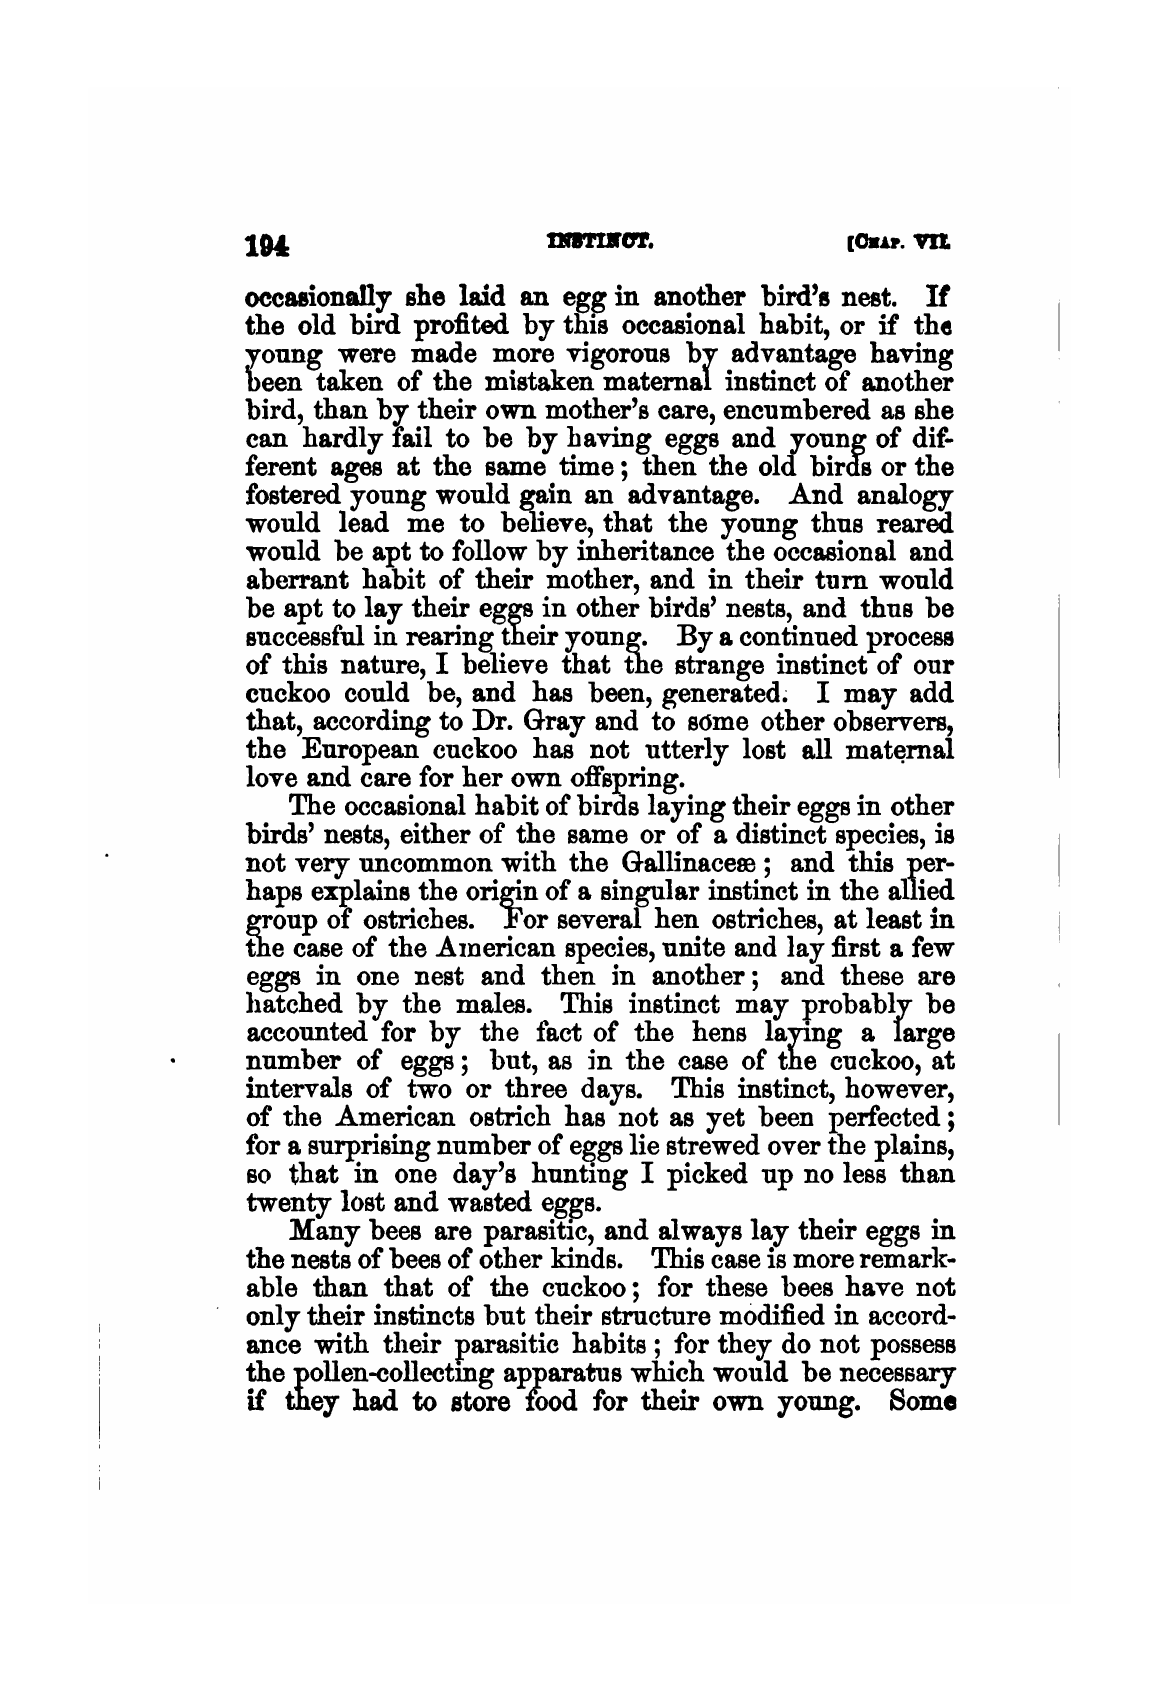 194 INSTINCT. [CHAP. VII.
occasionally she laid an egg in another bird's nest. If
the old bird profited by this occasional habit, or if the
young were made more vigorous by advantage having
been taken of the mistaken maternal instinct of another
bird, than by their own mother's care, encumbered as she
can hardly fail to be by having eggs and young of dif-
ferent ages at the same time; then the old birds or the
fostered young would gain an advantage. And analogy
would lead me to believe, that the young thus reared
would be apt to follow by inheritance the occasional and
aberrant habit of their mother, and in their turn would
be apt to lay their eggs in other birds' nests, and thus be
successful in rearing their young. By a continued process
of this nature, I believe that the strange instinct of our
cuckoo could be, and has been, generated. I may add
that, according to Dr. Gray and to some other observers,
the European cuckoo has not utterly lost all maternal
love and care for her own offspring.
The occasional habit of birds laying their eggs in other
birds' nests, either of the same or of a distinct species, is
not very uncommon with the Gallinaceæ; and this per-
haps explains the origin of a singular instinct in the allied
group of ostriches. For several hen ostriches, at least in
the case of the American species, unite and lay first a few
eggs in one nest and then in another; and these are
hatched by the males. This instinct may probably be
accounted for by the fact of the hens laying a large
number of eggs; but, as in the case of the cuckoo, at
intervals of two or three days. This instinct, however,
of the American ostrich has not as yet been perfected;
for a surprising number of eggs lie strewed over the plains,
so that in one day's hunting I picked up no less than
twenty lost and wasted eggs.
Many bees are parasitic, and always lay their eggs in
the nests of bees of other kinds. This case is more remark-
able than that of the cuckoo; for these bees have not
only their instincts but their structure modified in accord-
ance with their parasitic habits; for they do not possess
the pollen-collecting apparatus which would be necessary
if they had to store food for their own young. Some